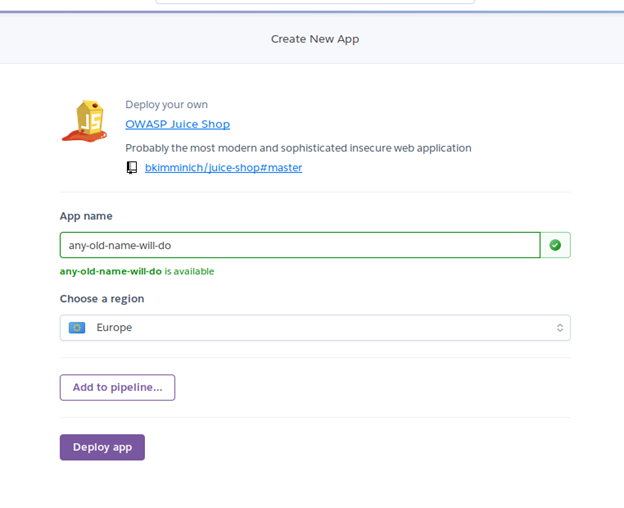 Create New App
Deploy your own
OWASP Juice Shop
Probably the most modern and sophisticated insecure web application
bkimminich/juice-shop#master
App name
any-old-name-will-do
any-old-name-will-do is available
Choose a region
Europe
Add to pipeline...
Deploy app